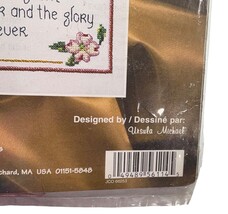 and the glory
ever
Designed by / Dessiné par:
Ursula Michael
chard, MA USA 01151-5848